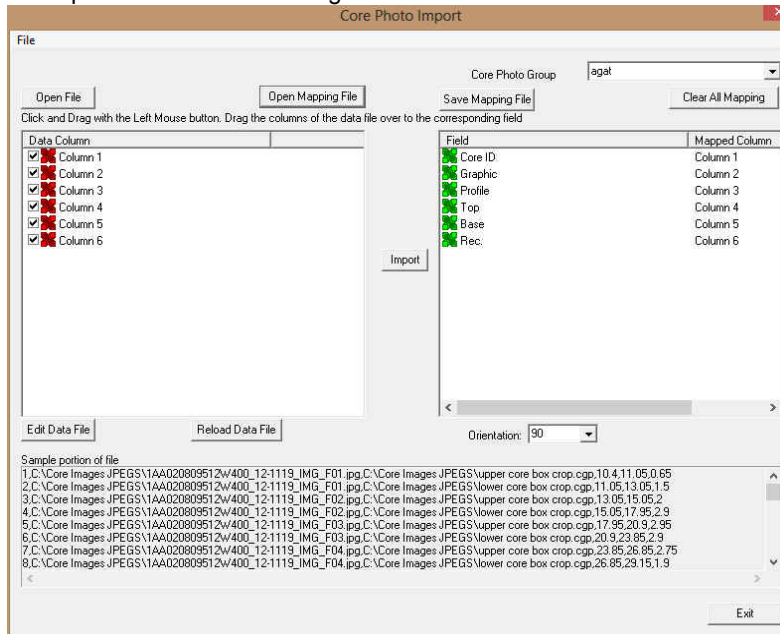 Core Photo Import
File
Core Photo Group agat
Open File Open Mapping File Save Mapping File Clear All Mapping
Click and Drag with the Left Mouse button. Drag the columns of the data file over to the corresponding field
Data Column Field Mapped Column
Column 1 Core ID Column 1
Column 2 Graphic Column 2
Column 3 Profile Column 3
Column 4 Top Column 4
Column 5 Base Column 5
Column 6 Rec. Column 6
Import
Edit Data File Reload Data File Orientation: 90
Sample portion of file
1,C:\Core Images JPEGS\1AA020809512W400_12-1119_IMG_F01.jpg,C:\Core Images JPEGS\upper core box crop.cgp,10.4,11.05,0.65
2,C:\Core Images JPEGS\1AA020809512W400_12-1119_IMG_F01.jpg,C:\Core Images JPEGS\lower core box crop.cgp,11.05,13.05,1.5
3,C:\Core Images JPEGS\1AA020809512W400_12-1119_IMG_F02.jpg,C:\Core Images JPEGS\upper core box crop.cgp,13.05,15.05,2
4,C:\Core Images JPEGS\1AA020809512W400_12-1119_IMG_F02.jpg,C:\Core Images JPEGS\lower core box crop.cgp,15.05,17.95,2.9
5,C:\Core Images JPEGS\1AA020809512W400_12-1119_IMG_F03.jpg,C:\Core Images JPEGS\upper core box crop.cgp,17.95,20.9,2.95
6,C:\Core Images JPEGS\1AA020809512W400_12-1119_IMG_F03.jpg,C:\Core Images JPEGS\lower core box crop.cgp,20.9,23.85,2.9
7,C:\Core Images JPEGS\1AA020809512W400_12-1119_IMG_F04.jpg,C:\Core Images JPEGS\upper core box crop.cgp,23.85,26.85,2.75
8,C:\Core Images JPEGS\1AA020809512W400_12-1119_IMG_F04.jpg,C:\Core Images JPEGS\lower core box crop.cgp,26.85,29.15,1.9
Exit